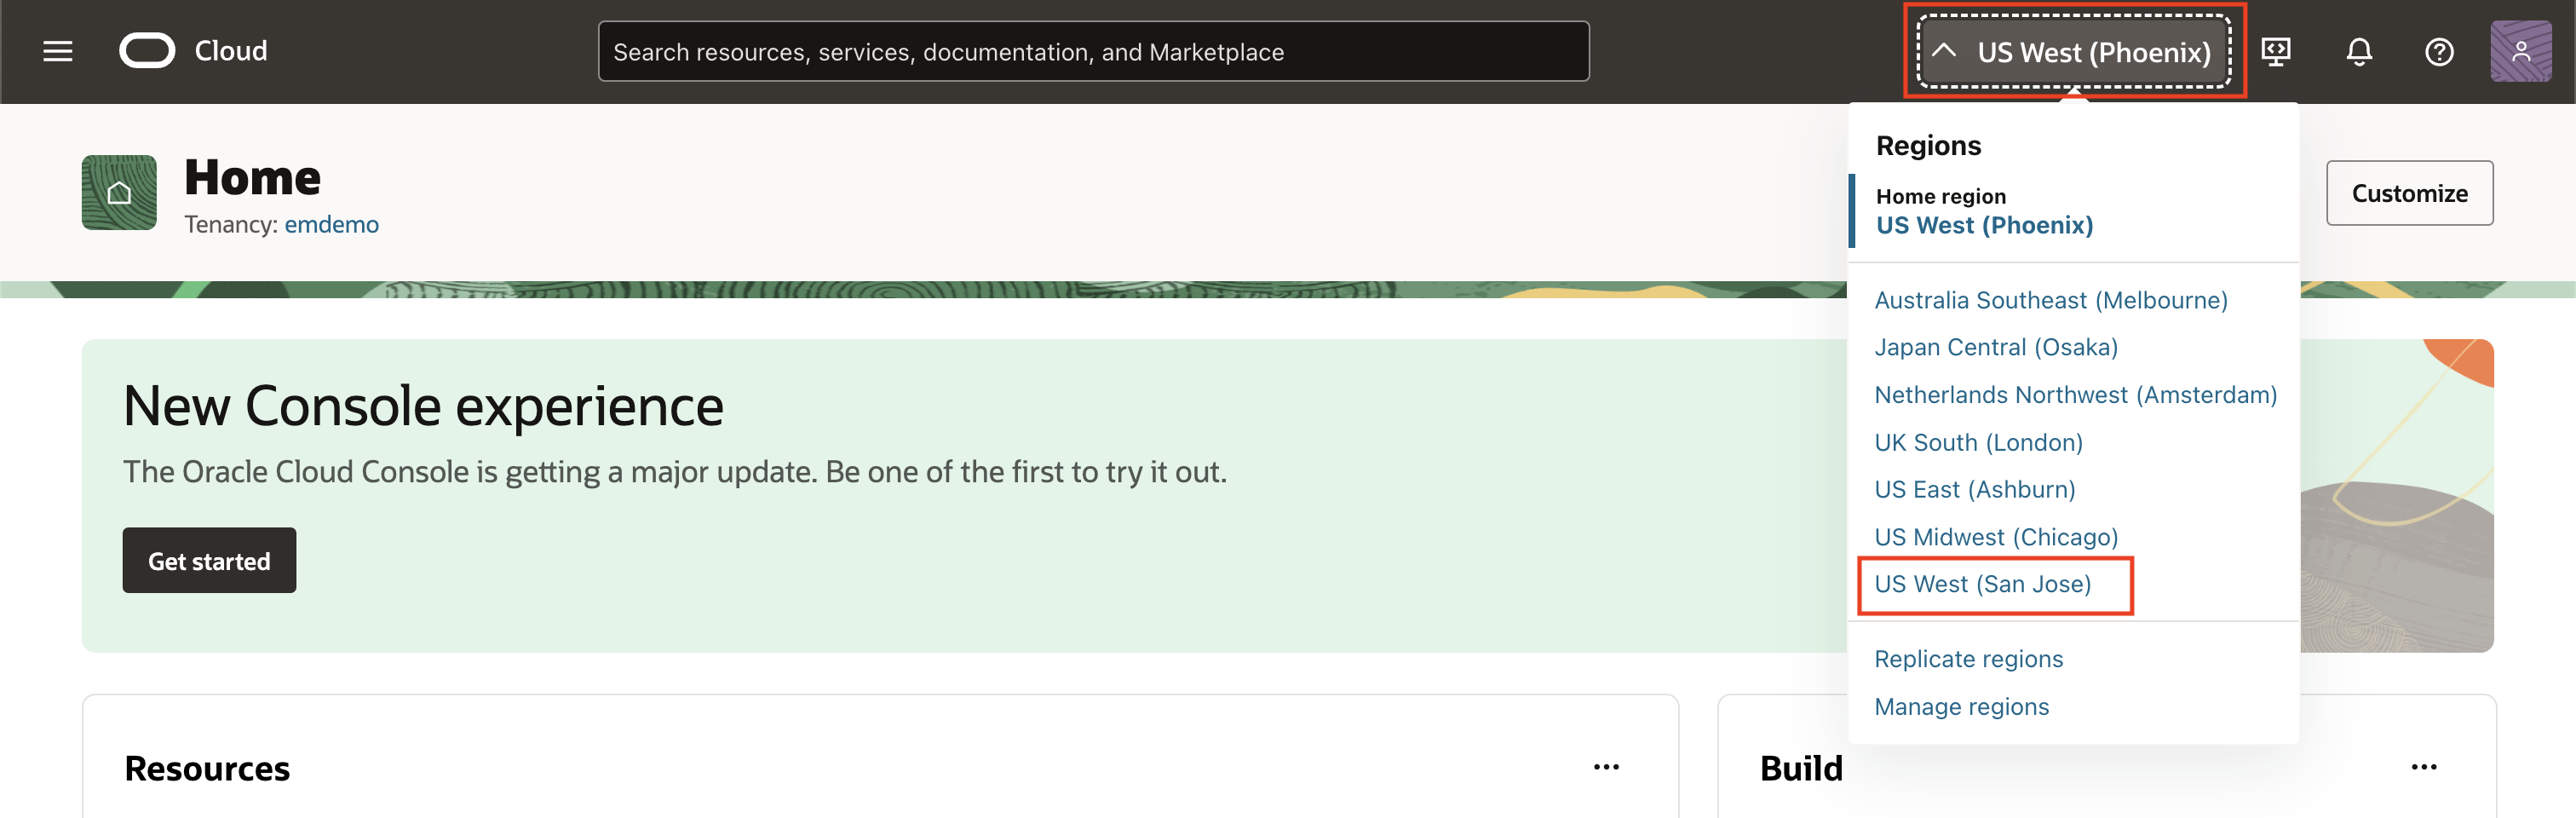 Cloud
Search resources, services, documentation, and Marketplace
US West (Phoenix)
Home
Tenancy: emdemo
Customize
Regions
Home region
US West (Phoenix)
Australia Southeast (Melbourne)
Japan Central (Osaka)
Netherlands Northwest (Amsterdam)
UK South (London)
US East (Ashburn)
US Midwest (Chicago)
US West (San Jose)
Replicate regions
Manage regions
New Console experience
The Oracle Cloud Console is getting a major update. Be one of the first to try it out.
Get started
Resources
Build